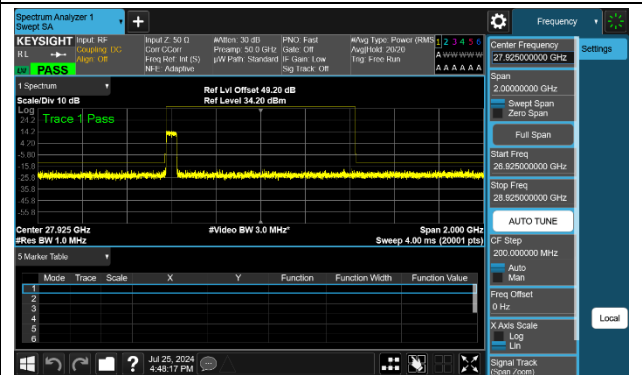 Spectrum Analyzer 1
Swept SA
Frequency
KEYSIGHT Input: RF
RL
Coupling: DC
Align: Off
LW PASS
Input Z: 50 Ω
Corr CCorr
Freq Ref: Int (S)
NFE: Adaptive
#Atten: 30 dB
Preamp: 50.0 GHz
µW Path: Standard
PNO: Fast
Gate: Off
IF Gain: Low
Sig Track: Off
#Avg Type: Power (RMS
Avg|Hold: 20/20
Trig: Free Run
1 2 3 4 5 6
A W W W W W
A A A A A A
1 Spectrum
Scale/Div 10 dB
Ref Lvl Offset 49.20 dB
Ref Level 34.20 dBm
Log
Trace 1 Pass
24.2
14.2
4.20
-5.80
-15.8
-25.8
-35.8
-45.8
-55.8
Center 27.925 GHz
#Res BW 1.0 MHz
#Video BW 3.0 MHz*
Span 2.000 GHz
Sweep 4.00 ms (20001 pts)
5 Marker Table
Mode Trace Scale X Y Function Function Width Function Value
1
2
3
4
5
6
Jul 25, 2024
4:48:17 PM
?
Center Frequency
27.925000000 GHz
Settings
Span
2.00000000 GHz
Swept Span
Zero Span
Full Span
Start Freq
26.925000000 GHz
Stop Freq
28.925000000 GHz
AUTO TUNE
CF Step
200.000000 MHz
Auto
Man
Freq Offset
0 Hz
X Axis Scale
Log
Lin
Local
Signal Track
(Span Zoom)